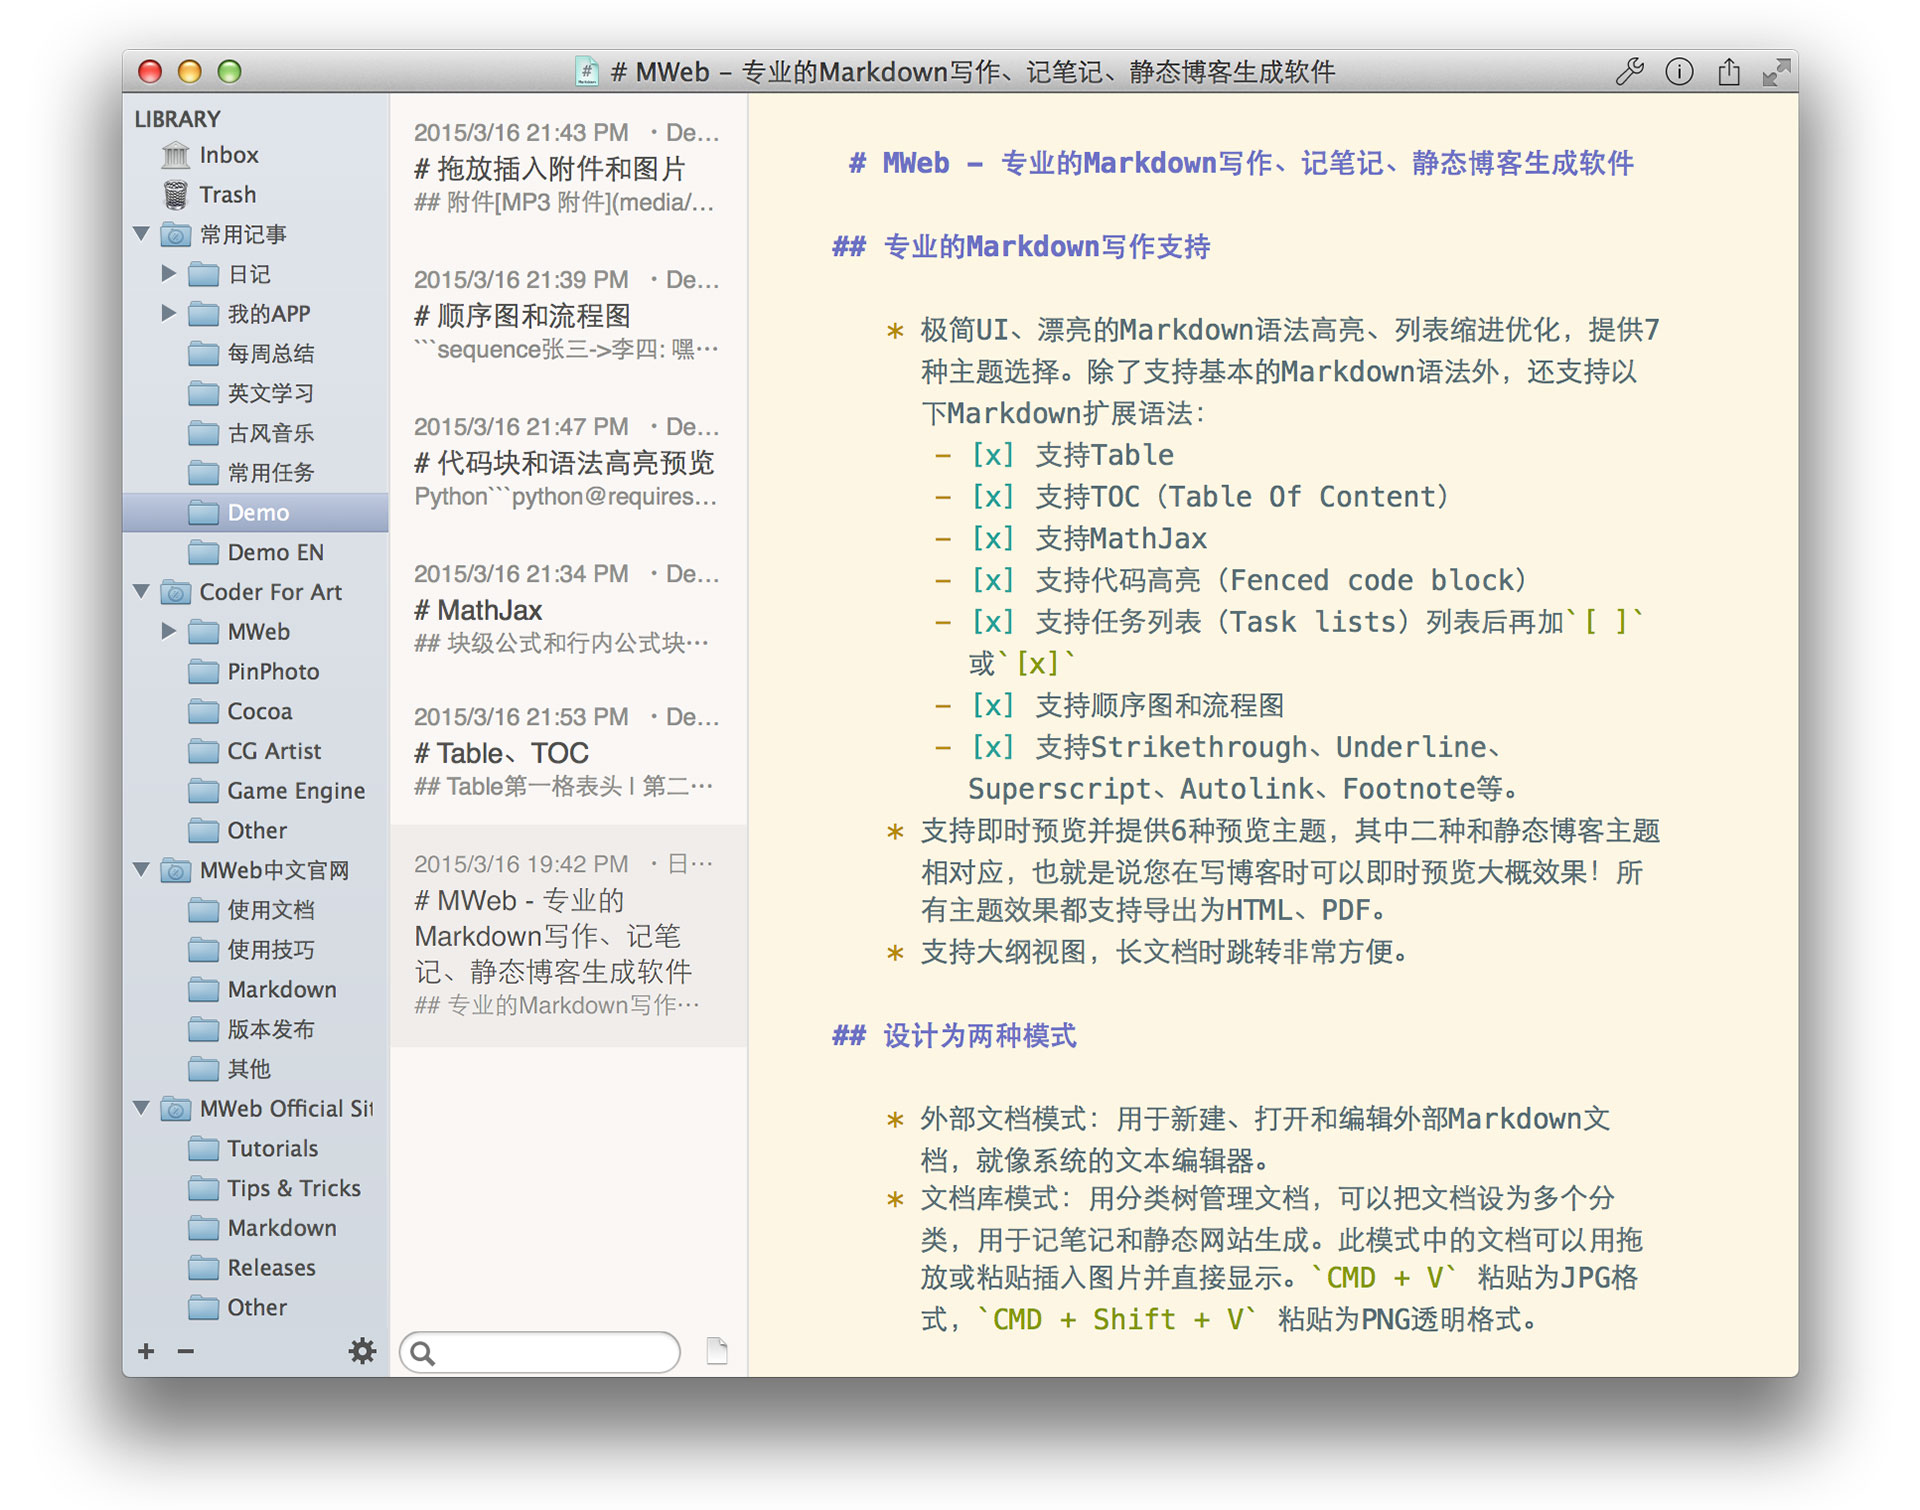 # MWeb – 专业的Markdown写作、记笔记、静态博客生成软件
LIBRARY
Inbox
Trash
常用记事
日记
我的APP
每周总结
英文学习
古风音乐
常用任务
Demo
Demo EN
Coder For Art
MWeb
PinPhoto
Cocoa
CG Artist
Game Engine
Other
MWeb中文官网
使用文档
使用技巧
Markdown
版本发布
其他
MWeb Official Sit
Tutorials
Tips & Tricks
Markdown
Releases
Other
2015/3/16 21:43 PM ・De…
# 拖放插入附件和图片
## 附件[MP3 附件](media/…
2015/3/16 21:39 PM ・De…
# 顺序图和流程图
```sequence张三->李四: 嘿…
2015/3/16 21:47 PM ・De…
# 代码块和语法高亮预览
Python```python@requires…
2015/3/16 21:34 PM ・De…
# MathJax
## 块级公式和行内公式块…
2015/3/16 21:53 PM ・De…
# Table、TOC
## Table第一格表头 | 第二…
2015/3/16 19:42 PM ・日…
# MWeb - 专业的
Markdown写作、记笔
记、静态博客生成软件
## 专业的Markdown写作…
# MWeb – 专业的Markdown写作、记笔记、静态博客生成软件
## 专业的Markdown写作支持
* 极简UI、漂亮的Markdown语法高亮、列表缩进优化，提供7
种主题选择。除了支持基本的Markdown语法外，还支持以
下Markdown扩展语法：
– [x] 支持Table
– [x] 支持TOC（Table Of Content）
– [x] 支持MathJax
– [x] 支持代码高亮（Fenced code block）
– [x] 支持任务列表（Task lists）列表后再加`[ ]`
或`[x]`
– [x] 支持顺序图和流程图
– [x] 支持Strikethrough、Underline、
Superscript、Autolink、Footnote等。
* 支持即时预览并提供6种预览主题，其中二种和静态博客主题
相对应，也就是说您在写博客时可以即时预览大概效果！所
有主题效果都支持导出为HTML、PDF。
* 支持大纲视图，长文档时跳转非常方便。
## 设计为两种模式
* 外部文档模式：用于新建、打开和编辑外部Markdown文
档，就像系统的文本编辑器。
* 文档库模式：用分类树管理文档，可以把文档设为多个分
类，用于记笔记和静态网站生成。此模式中的文档可以用拖
放或粘贴插入图片并直接显示。`CMD + V` 粘贴为JPG格
式，`CMD + Shift + V` 粘贴为PNG透明格式。